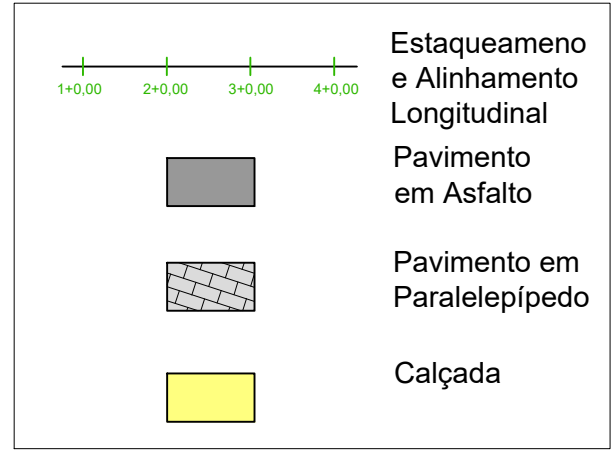 Estaqueameno
e Alinhamento
Longitudinal
1+0,00 2+0,00 3+0,00 4+0,00
Pavimento
em Asfalto
Pavimento em
Paralelepípedo
Calçada